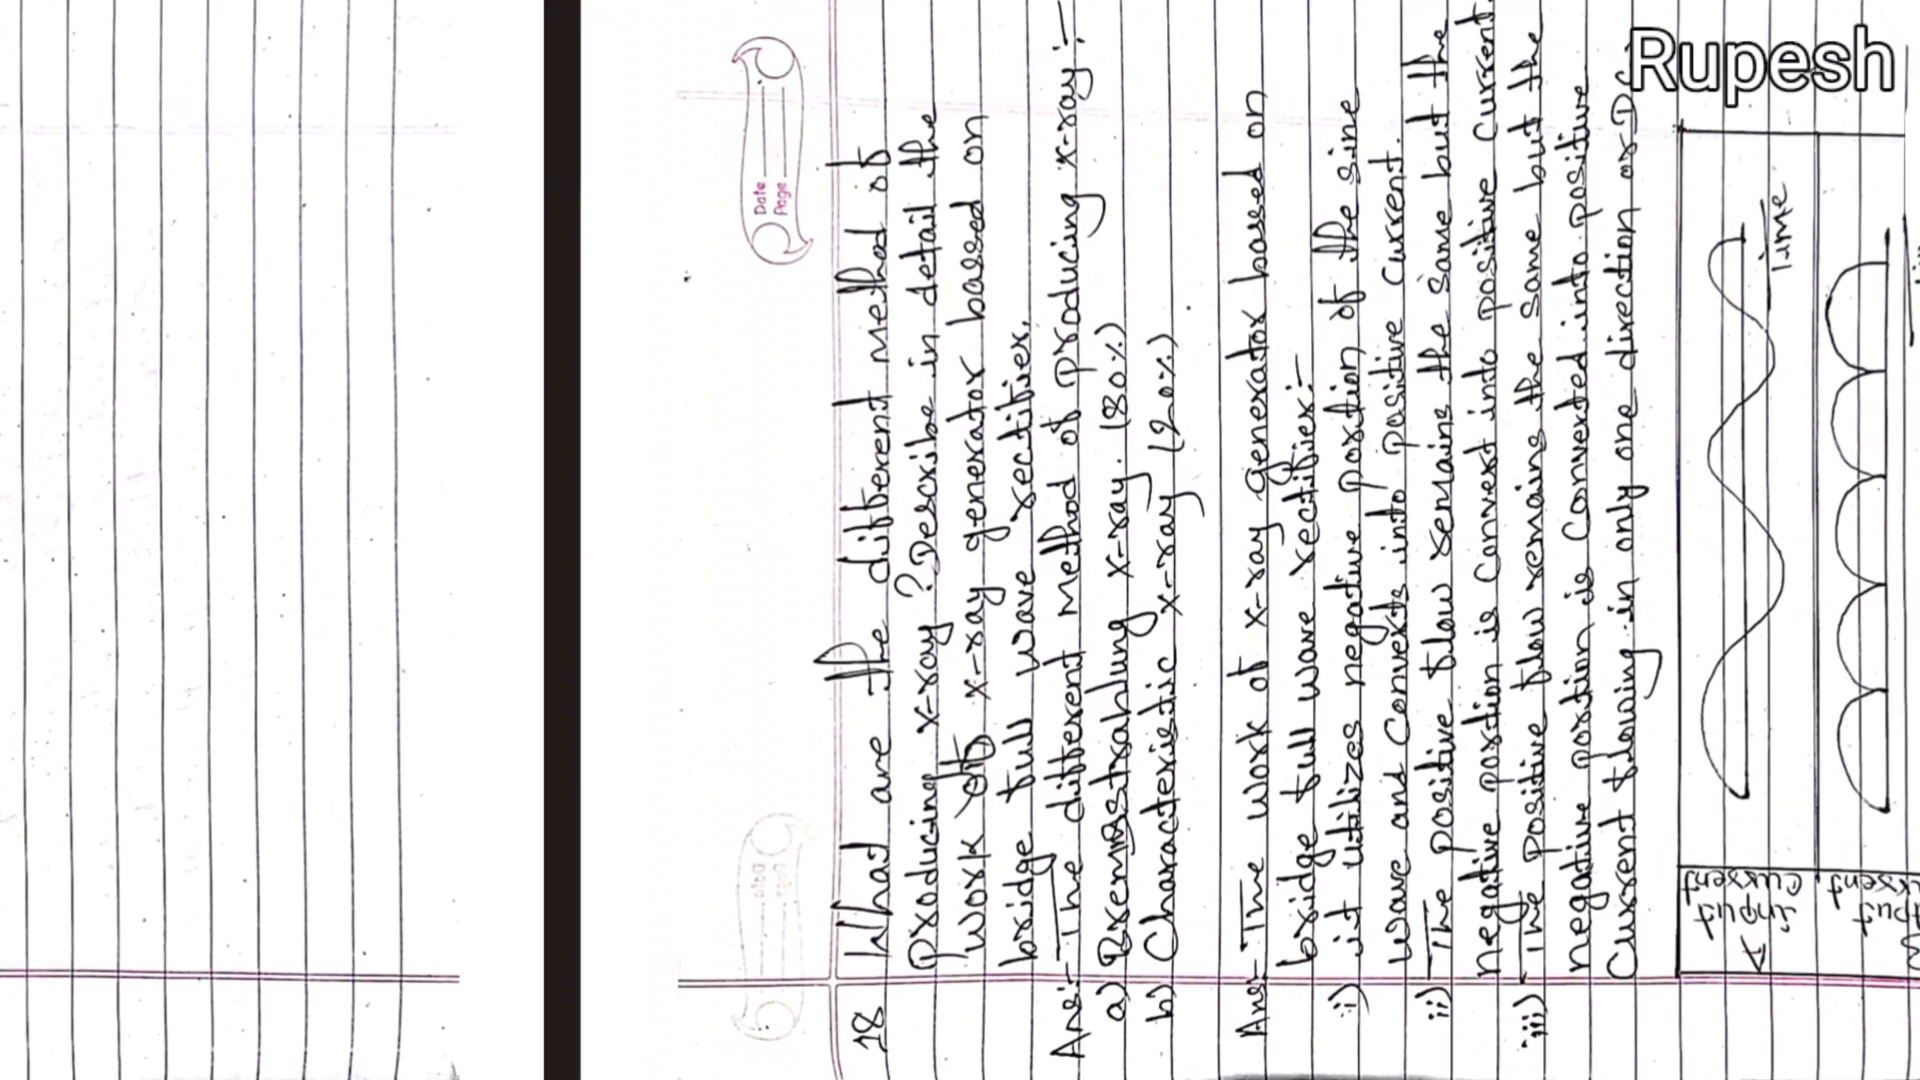 Rupesh
Date
Page
18 What are the different method of
producing x-ray? Describe in detail the
work of x-ray generator based on
bridge full wave rectifier.
Ans:- The different method of producing x-ray:-
a) Bremsstrahlung x-ray. (80%)
b) Characteristic x-ray (20%)
Ans:- The work of x-ray generator based on
bridge full wave rectifier:-
i) it utilizes negative portion of the sine
wave and converts into positive current.
ii) The positive flow remains the same but the
negative portion is convert into positive current.
iii) The positive flow remains the same but the
negative portion is converted into positive
current flowing in only one direction or DC
A input current
time